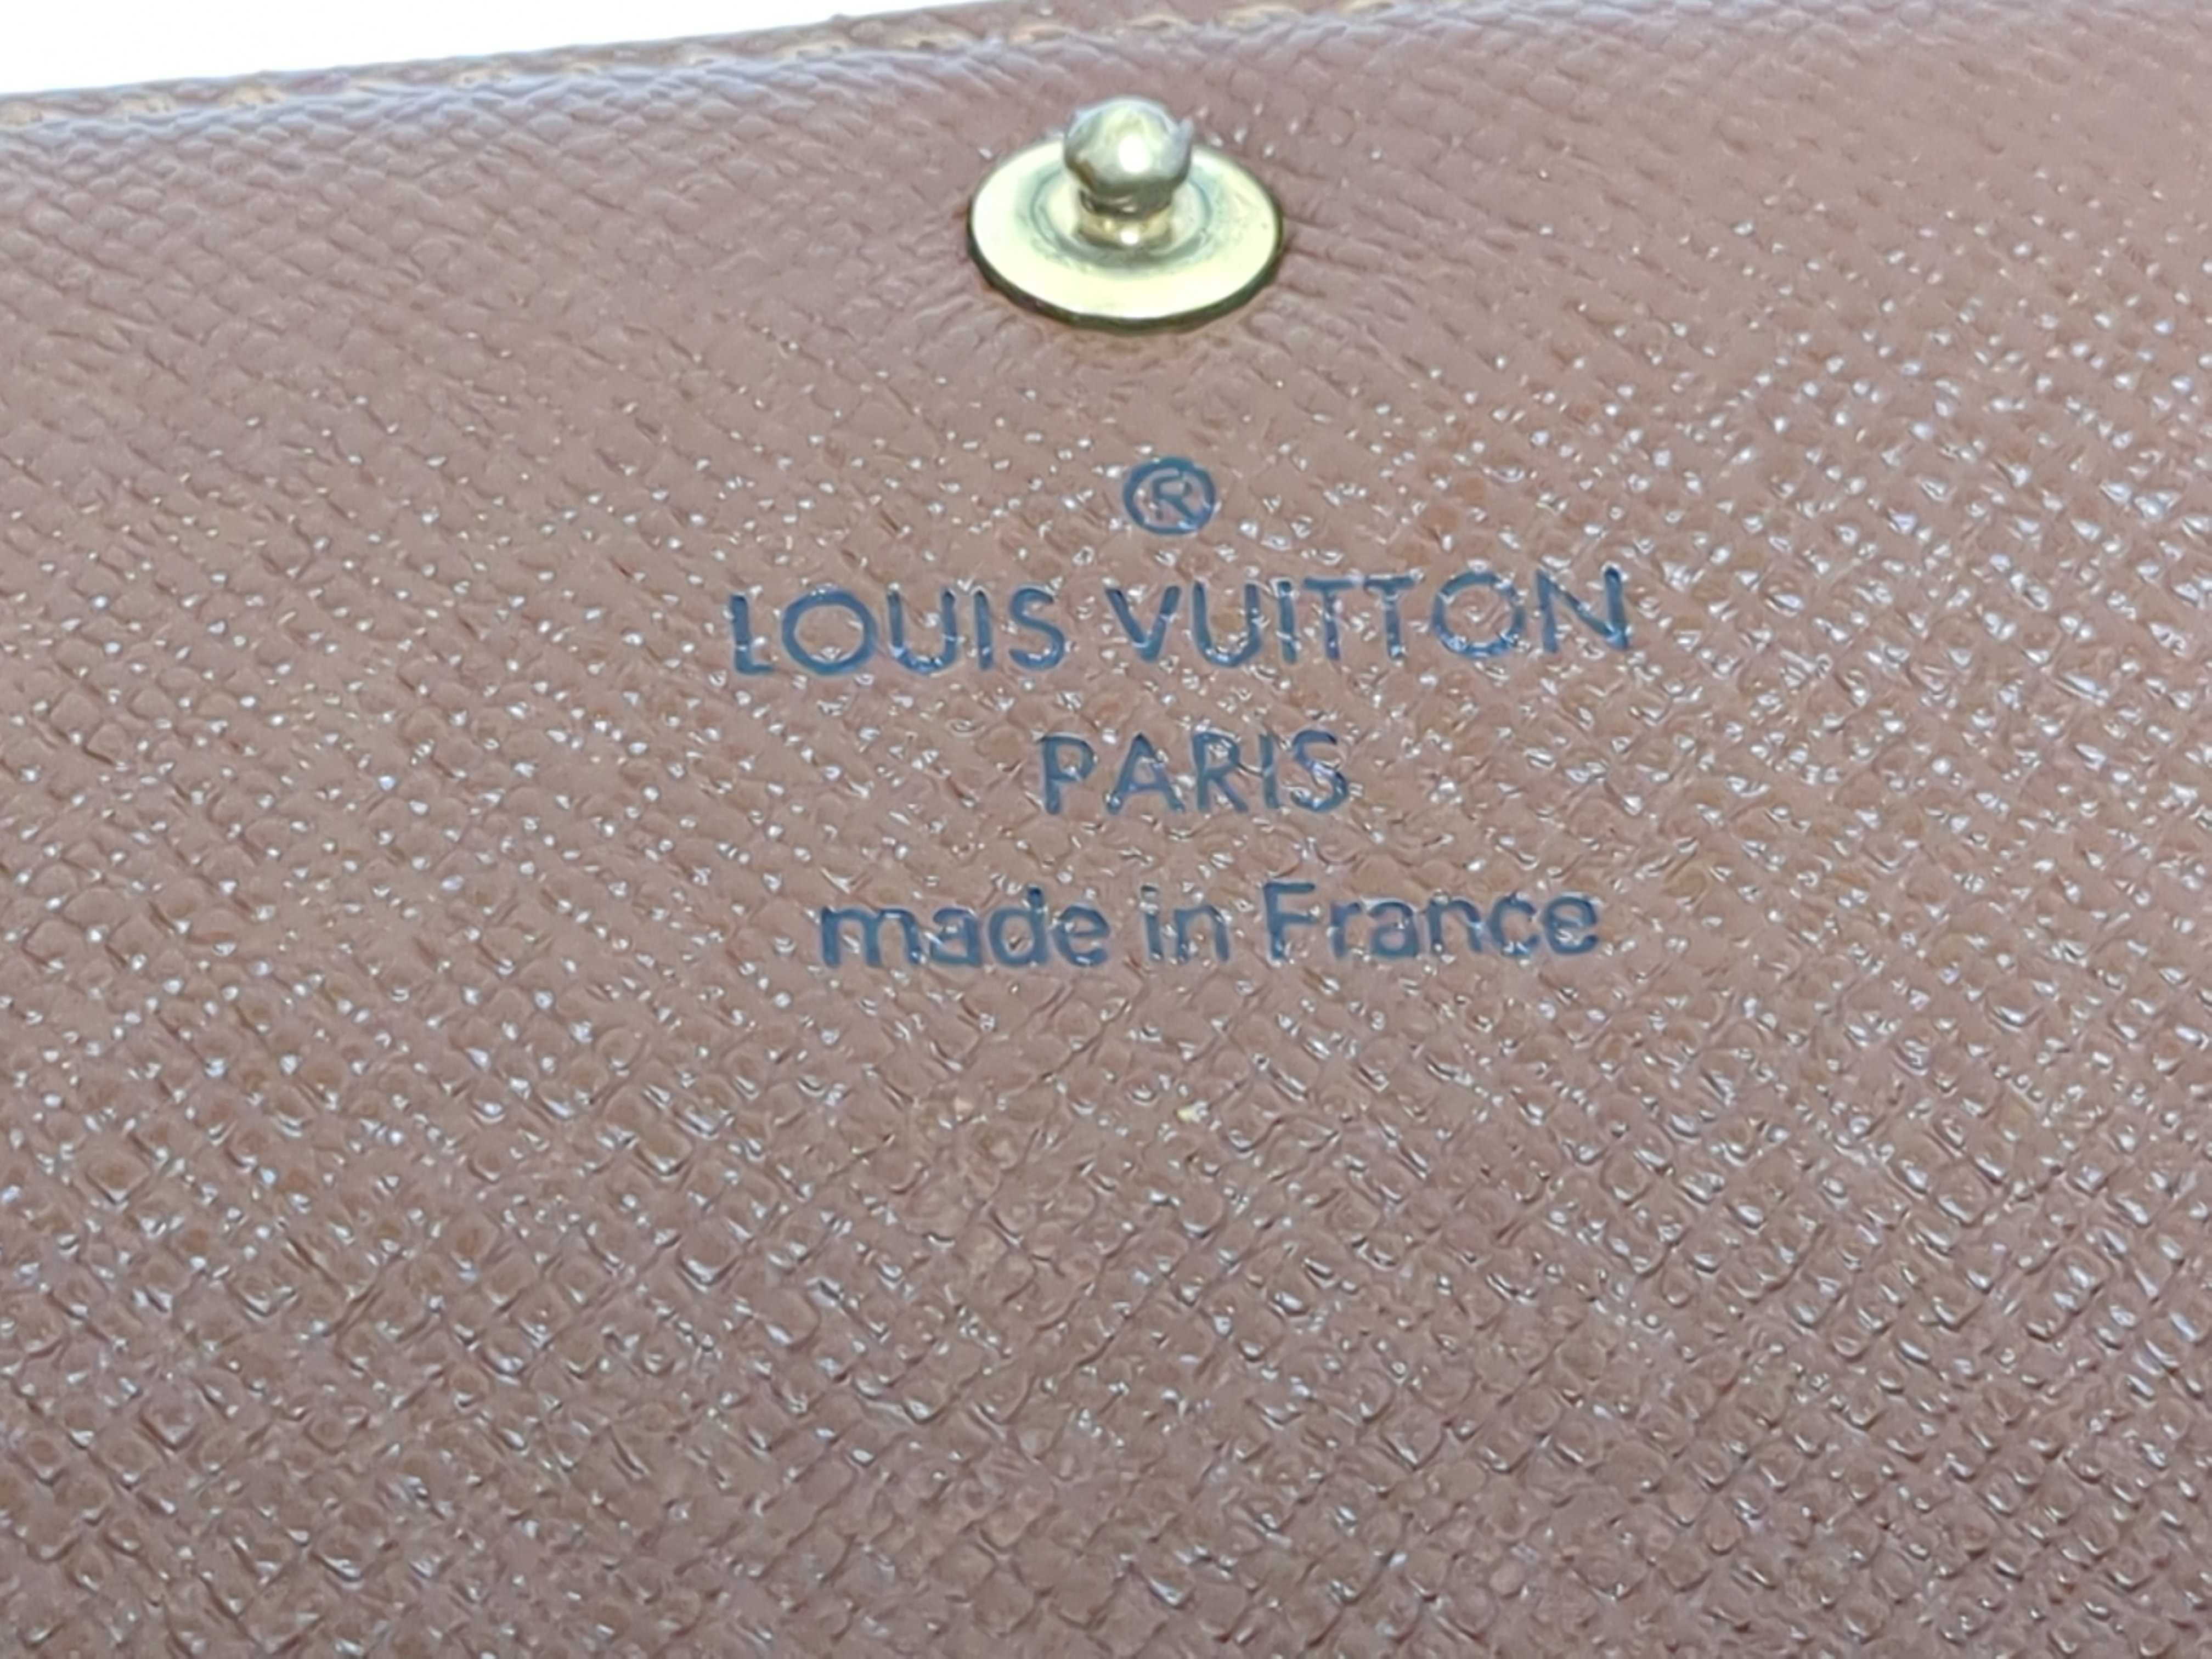 ®
LOUIS VUITTON
PARIS
made in France